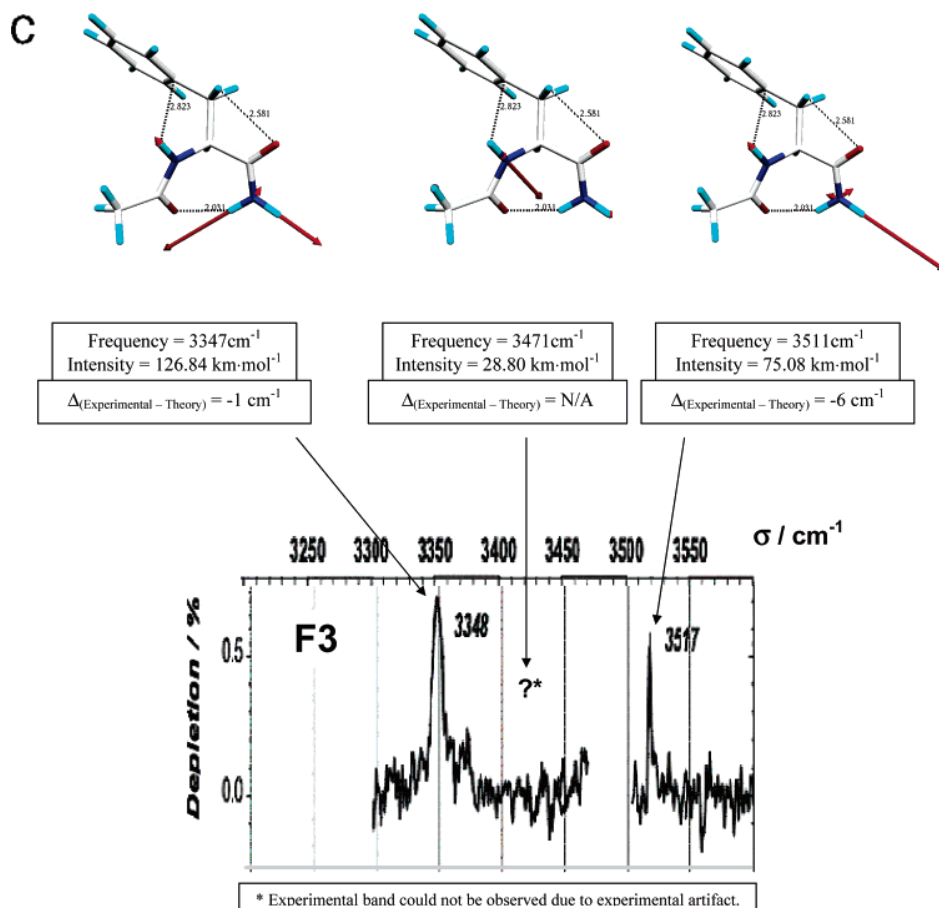 C
2.823
2.581
2.031
2.823
2.581
2.031
2.823
2.581
2.031
Frequency = 3347cm⁻¹
Intensity = 126.84 km·mol⁻¹
Δ(Experimental – Theory) = -1 cm⁻¹
Frequency = 3471cm⁻¹
Intensity = 28.80 km·mol⁻¹
Δ(Experimental – Theory) = N/A
Frequency = 3511cm⁻¹
Intensity = 75.08 km·mol⁻¹
Δ(Experimental – Theory) = -6 cm⁻¹
σ / cm⁻¹
3250 3300 3350 3400 3450 3500 3550
Depletion / %
0.5
0.0
F3
3348
?*
3517
* Experimental band could not be observed due to experimental artifact.